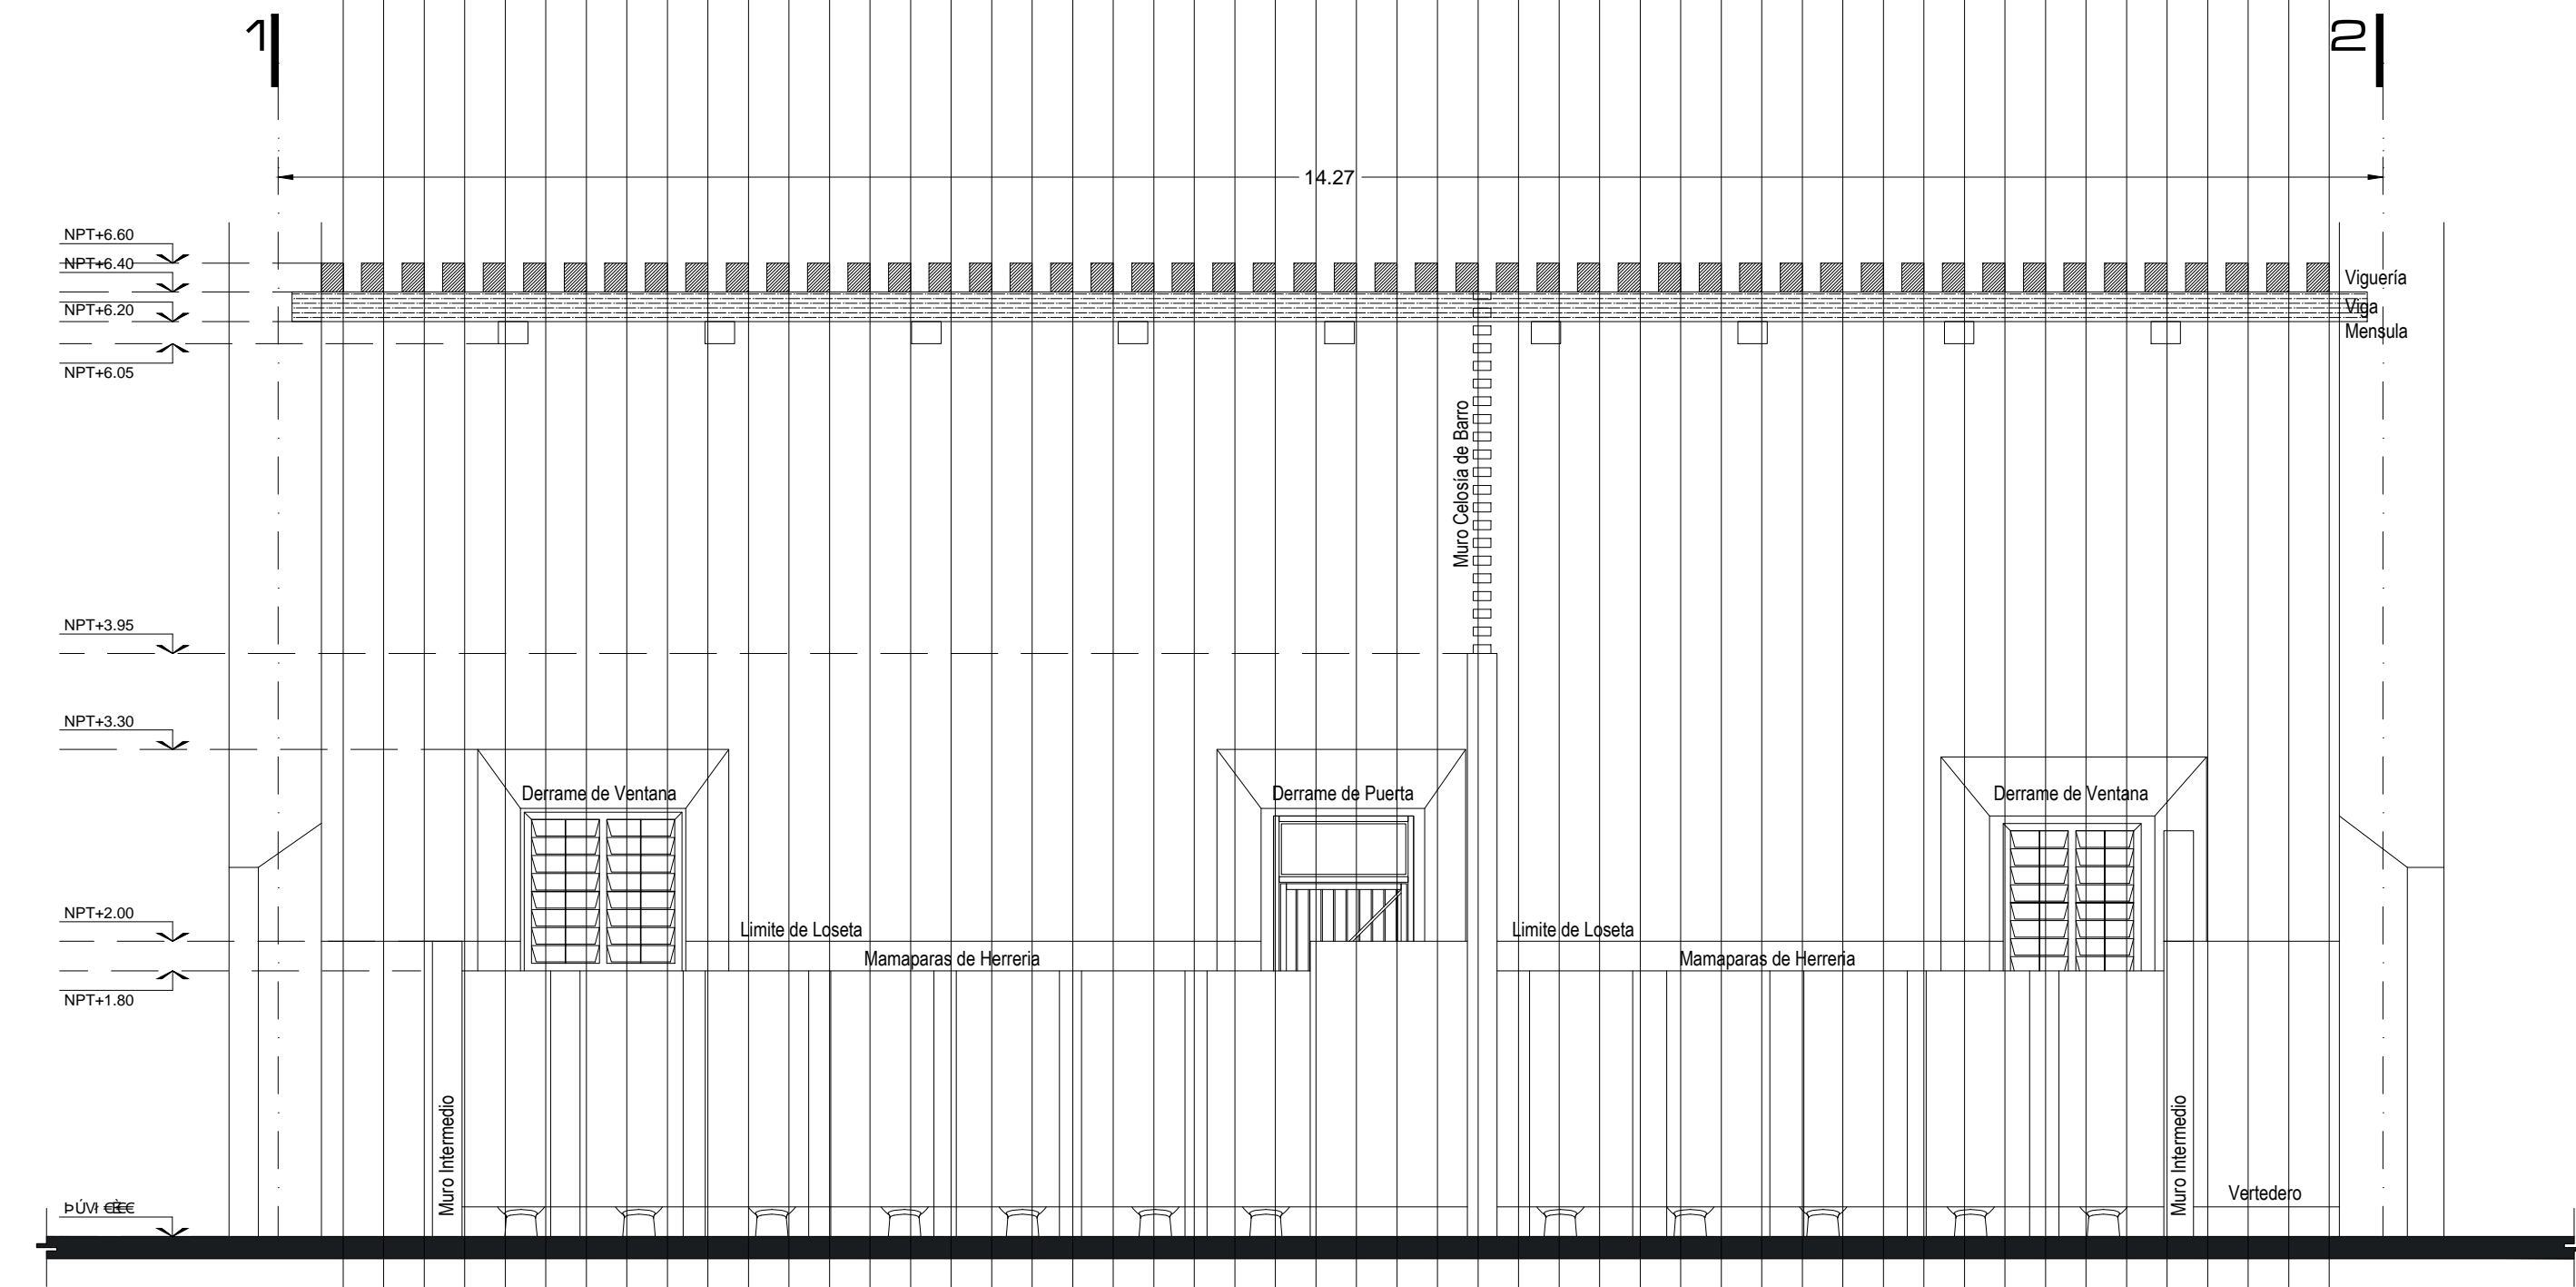 1
2
14.27
NPT+6.60
NPT+6.40
Viguería
NPT+6.20
Viga
Mensula
NPT+6.05
Muro Celosía de Barro
NPT+3.95
NPT+3.30
Derrame de Ventana
Derrame de Puerta
Derrame de Ventana
NPT+2.00
Limite de Loseta
Limite de Loseta
Mamaparas de Herreria
Mamaparas de Herreria
NPT+1.80
Muro Intermedio
Muro Intermedio
Vertedero